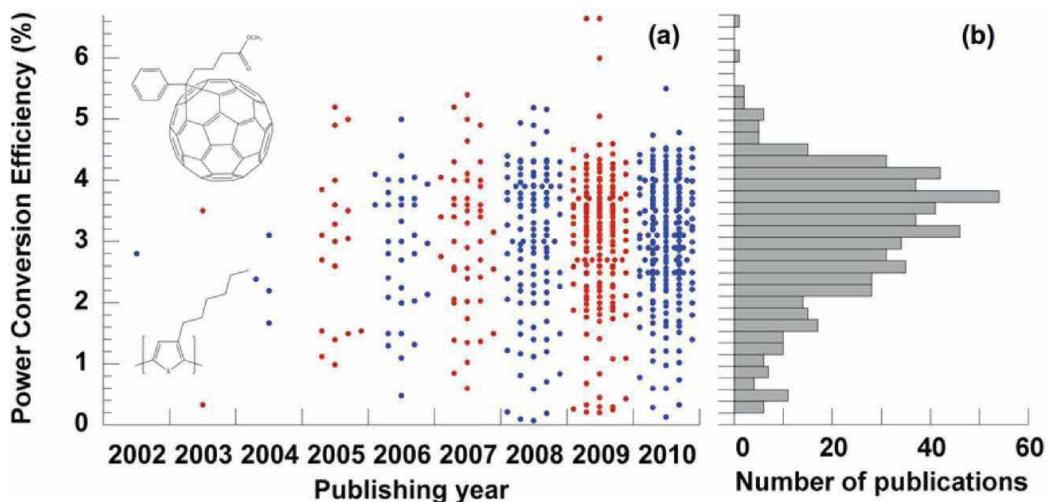 Power Conversion Efficiency (%)
6
5
4
3
2
1
0
OCH₃
O
S
(a)
2002 2003 2004 2005 2006 2007 2008 2009 2010
Publishing year
(b)
0 20 40 60
Number of publications